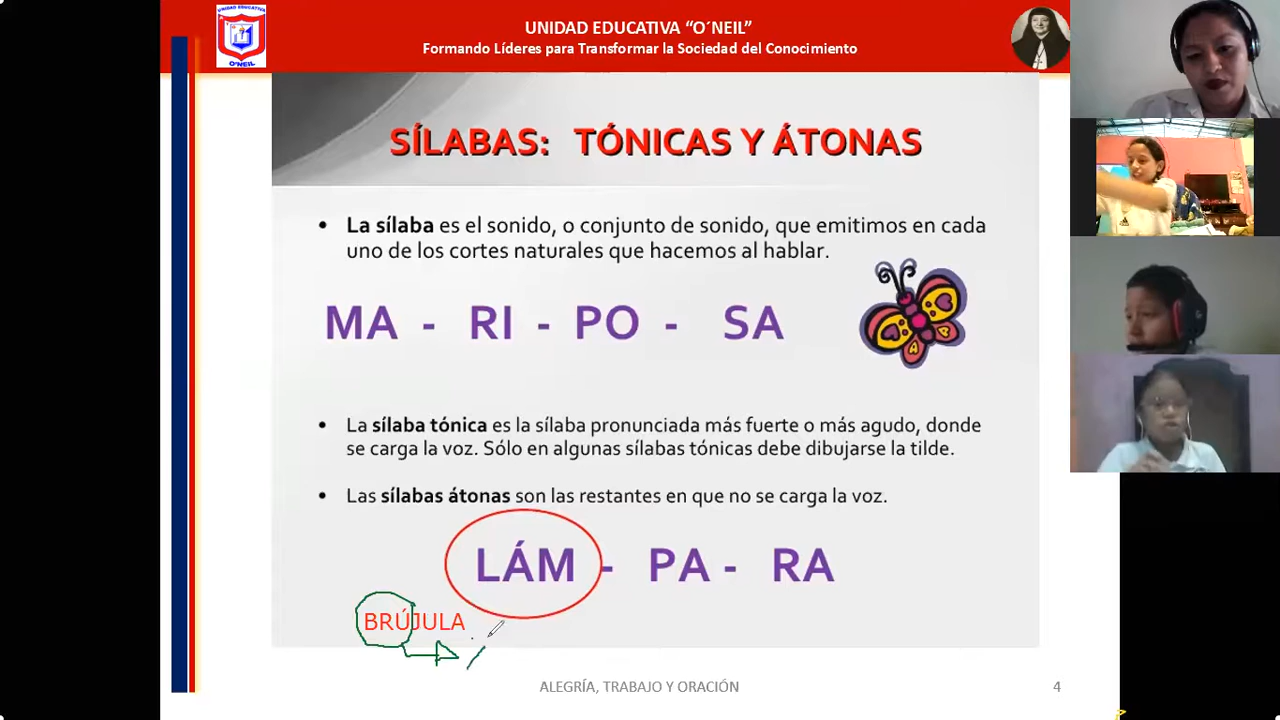 UNIDAD EDUCATIVA “O´NEIL”
Formando Líderes para Transformar la Sociedad del Conocimiento
UNIDAD EDUCATIVA
O'NEIL
SÍLABAS: TÓNICAS Y ÁTONAS
• La sílaba es el sonido, o conjunto de sonido, que emitimos en cada
uno de los cortes naturales que hacemos al hablar.
MA - RI - PO - SA
• La sílaba tónica es la sílaba pronunciada más fuerte o más agudo, donde
se carga la voz. Sólo en algunas sílabas tónicas debe dibujarse la tilde.
• Las sílabas átonas son las restantes en que no se carga la voz.
LÁM - PA - RA
BRÚJULA
ALEGRÍA, TRABAJO Y ORACIÓN
4